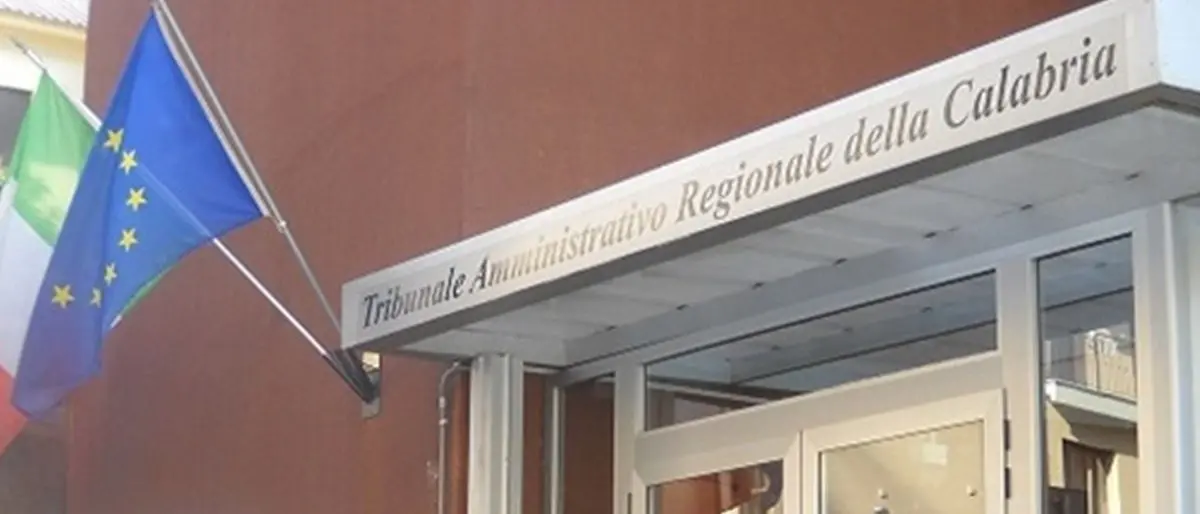 Tribunale Amministrativo Regionale della Calabria